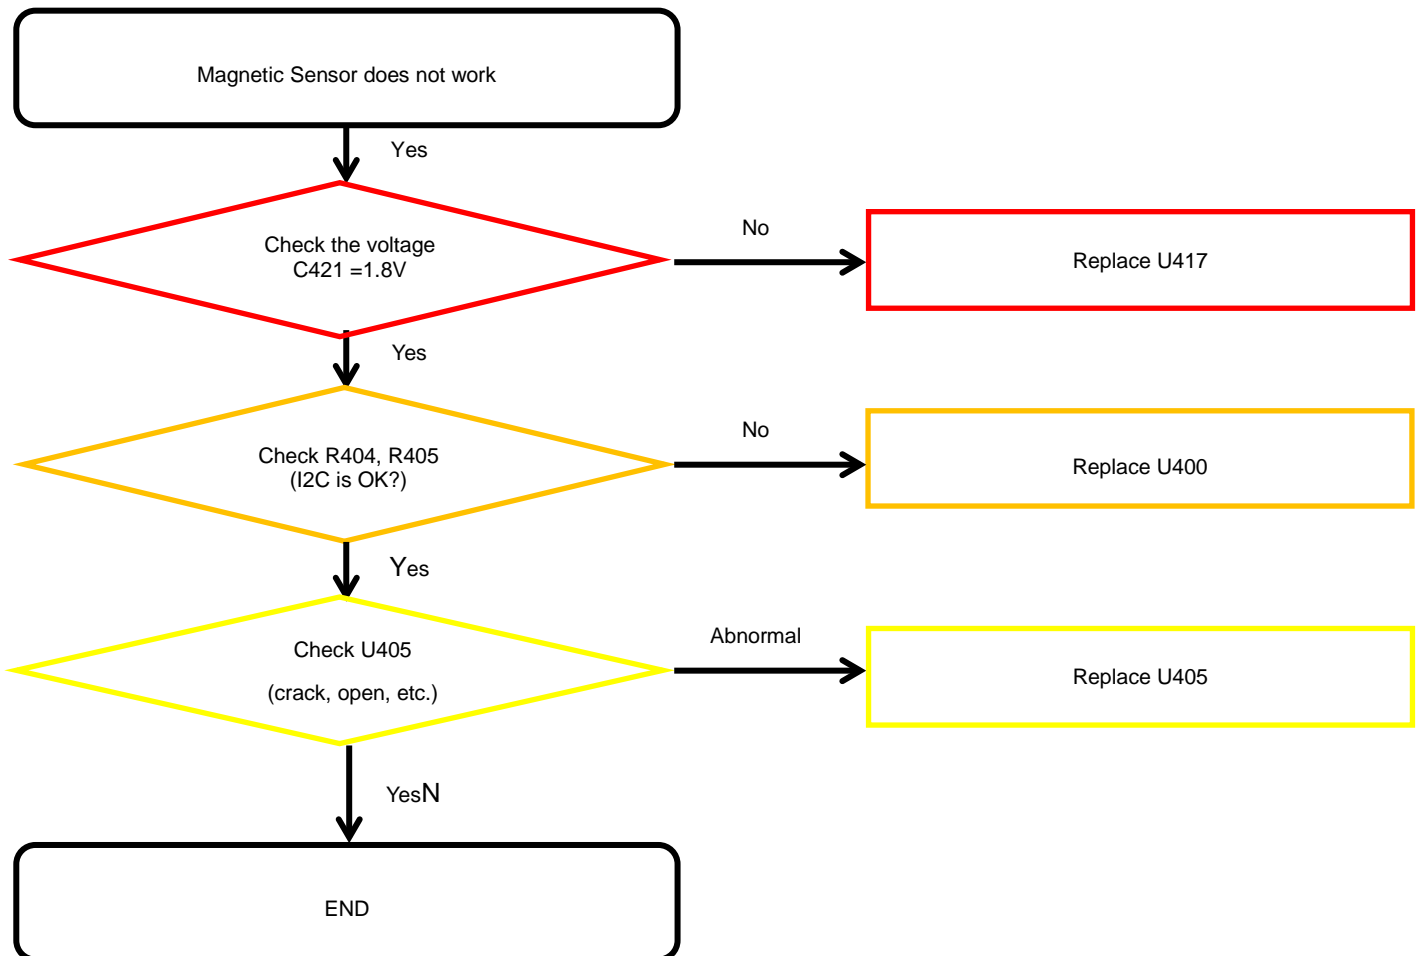 Magnetic Sensor does not work
Yes
Check the voltage
C421 =1.8V
No
Replace U417
Yes
Check R404, R405
(I2C is OK?)
No
Replace U400
Yes
Check U405
(crack, open, etc.)
Abnormal
Replace U405
YesN
END